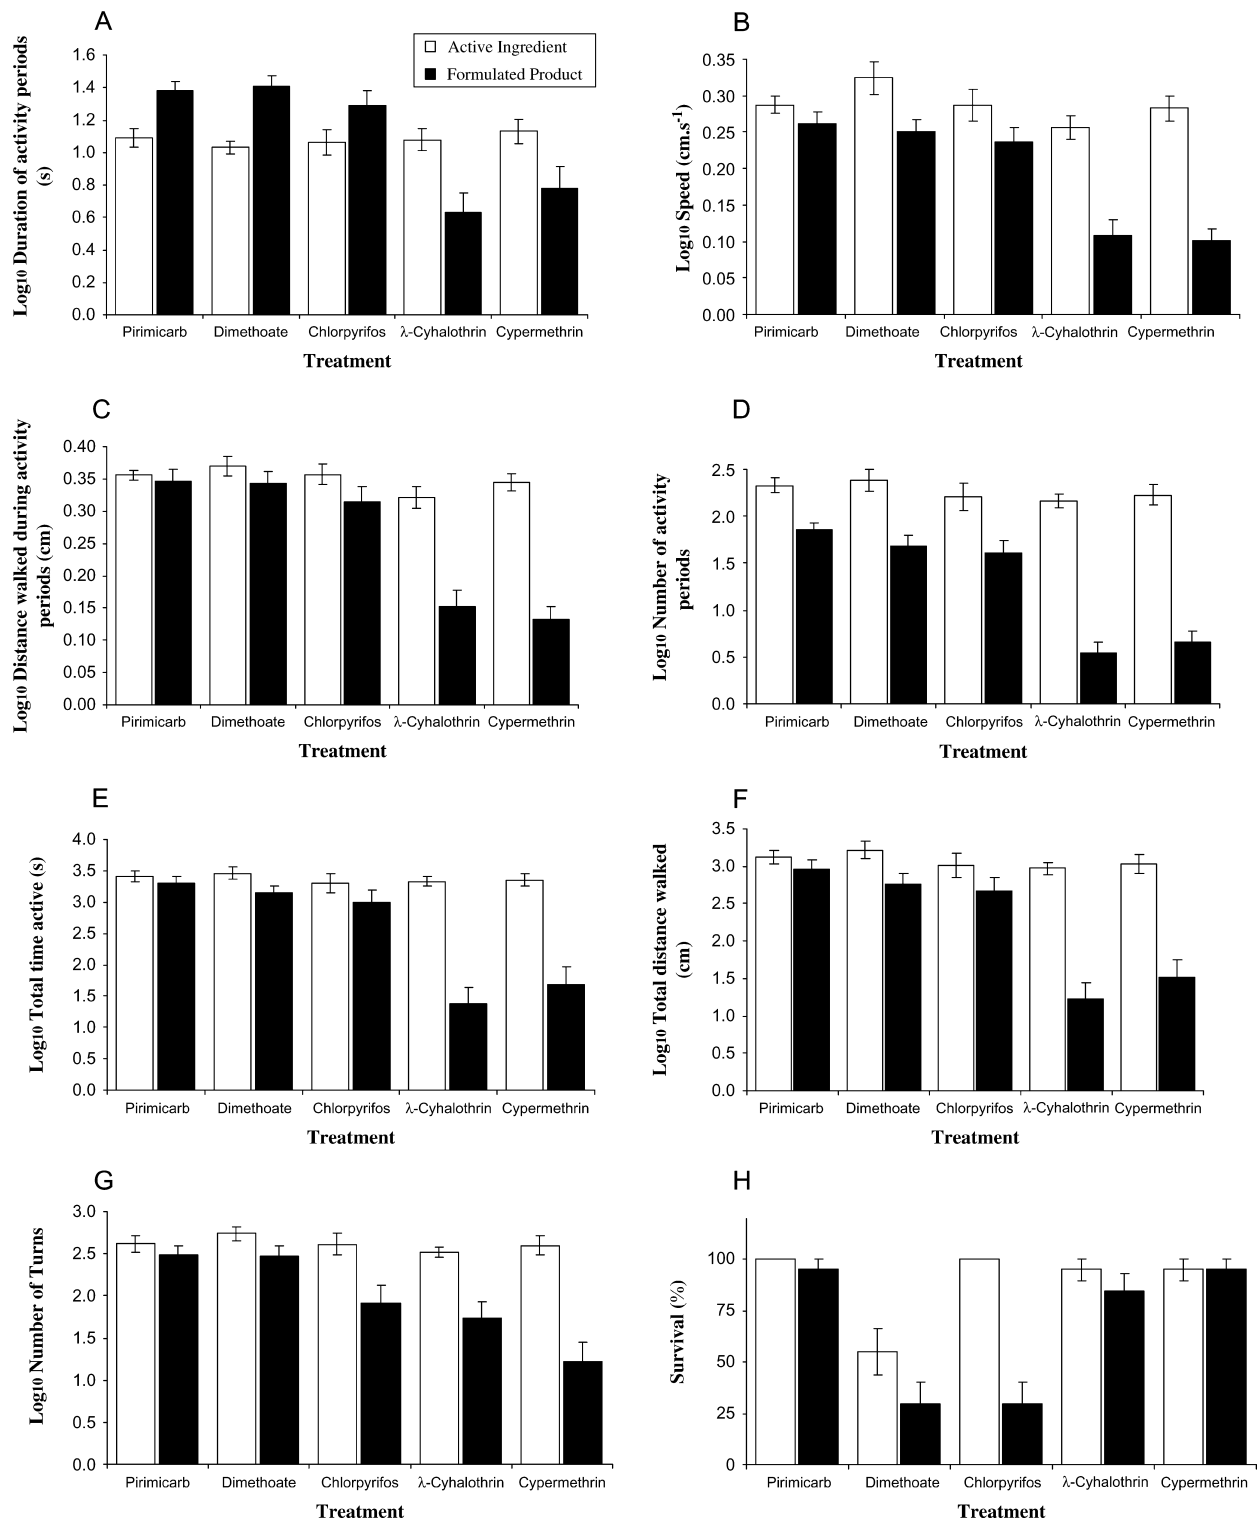 A
Log10 Duration of activity periods
(s)
1.6
1.4
1.2
1.0
0.8
0.6
0.4
0.2
0.0
Active Ingredient
Formulated Product
Pirimicarb Dimethoate Chlorpyrifos λ-Cyhalothrin Cypermethrin
Treatment
B
Log10 Speed (cm.s-1)
0.35
0.30
0.25
0.20
0.15
0.10
0.05
0.00
Pirimicarb Dimethoate Chlorpyrifos λ-Cyhalothrin Cypermethrin
Treatment
C
Log10 Distance walked during activity
periods (cm)
0.40
0.35
0.30
0.25
0.20
0.15
0.10
0.05
0.00
Pirimicarb Dimethoate Chlorpyrifos λ-Cyhalothrin Cypermethrin
Treatment
D
Log10 Number of activity
periods
2.5
2.0
1.5
1.0
0.5
0.0
Pirimicarb Dimethoate Chlorpyrifos λ-Cyhalothrin Cypermethrin
Treatment
E
Log10 Total time active (s)
4.0
3.5
3.0
2.5
2.0
1.5
1.0
0.5
0.0
Pirimicarb Dimethoate Chlorpyrifos λ-Cyhalothrin Cypermethrin
Treatment
F
Log10 Total distance walked
(cm)
3.5
3.0
2.5
2.0
1.5
1.0
0.5
0.0
Pirimicarb Dimethoate Chlorpyrifos λ-Cyhalothrin Cypermethrin
Treatment
G
Log10 Number of Turns
3.0
2.5
2.0
1.5
1.0
0.5
0.0
Pirimicarb Dimethoate Chlorpyrifos λ-Cyhalothrin Cypermethrin
Treatment
H
Survival (%)
100
75
50
25
0
Pirimicarb Dimethoate Chlorpyrifos λ-Cyhalothrin Cypermethrin
Treatment